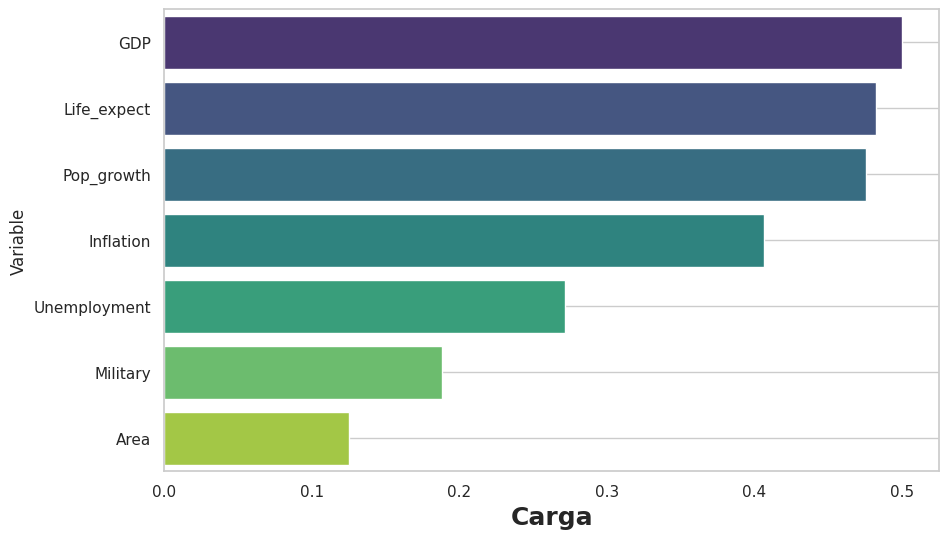 GDP
Life_expect
Pop_growth
Inflation
Unemployment
Military
Area
Variable
0.0 0.1 0.2 0.3 0.4 0.5
Carga